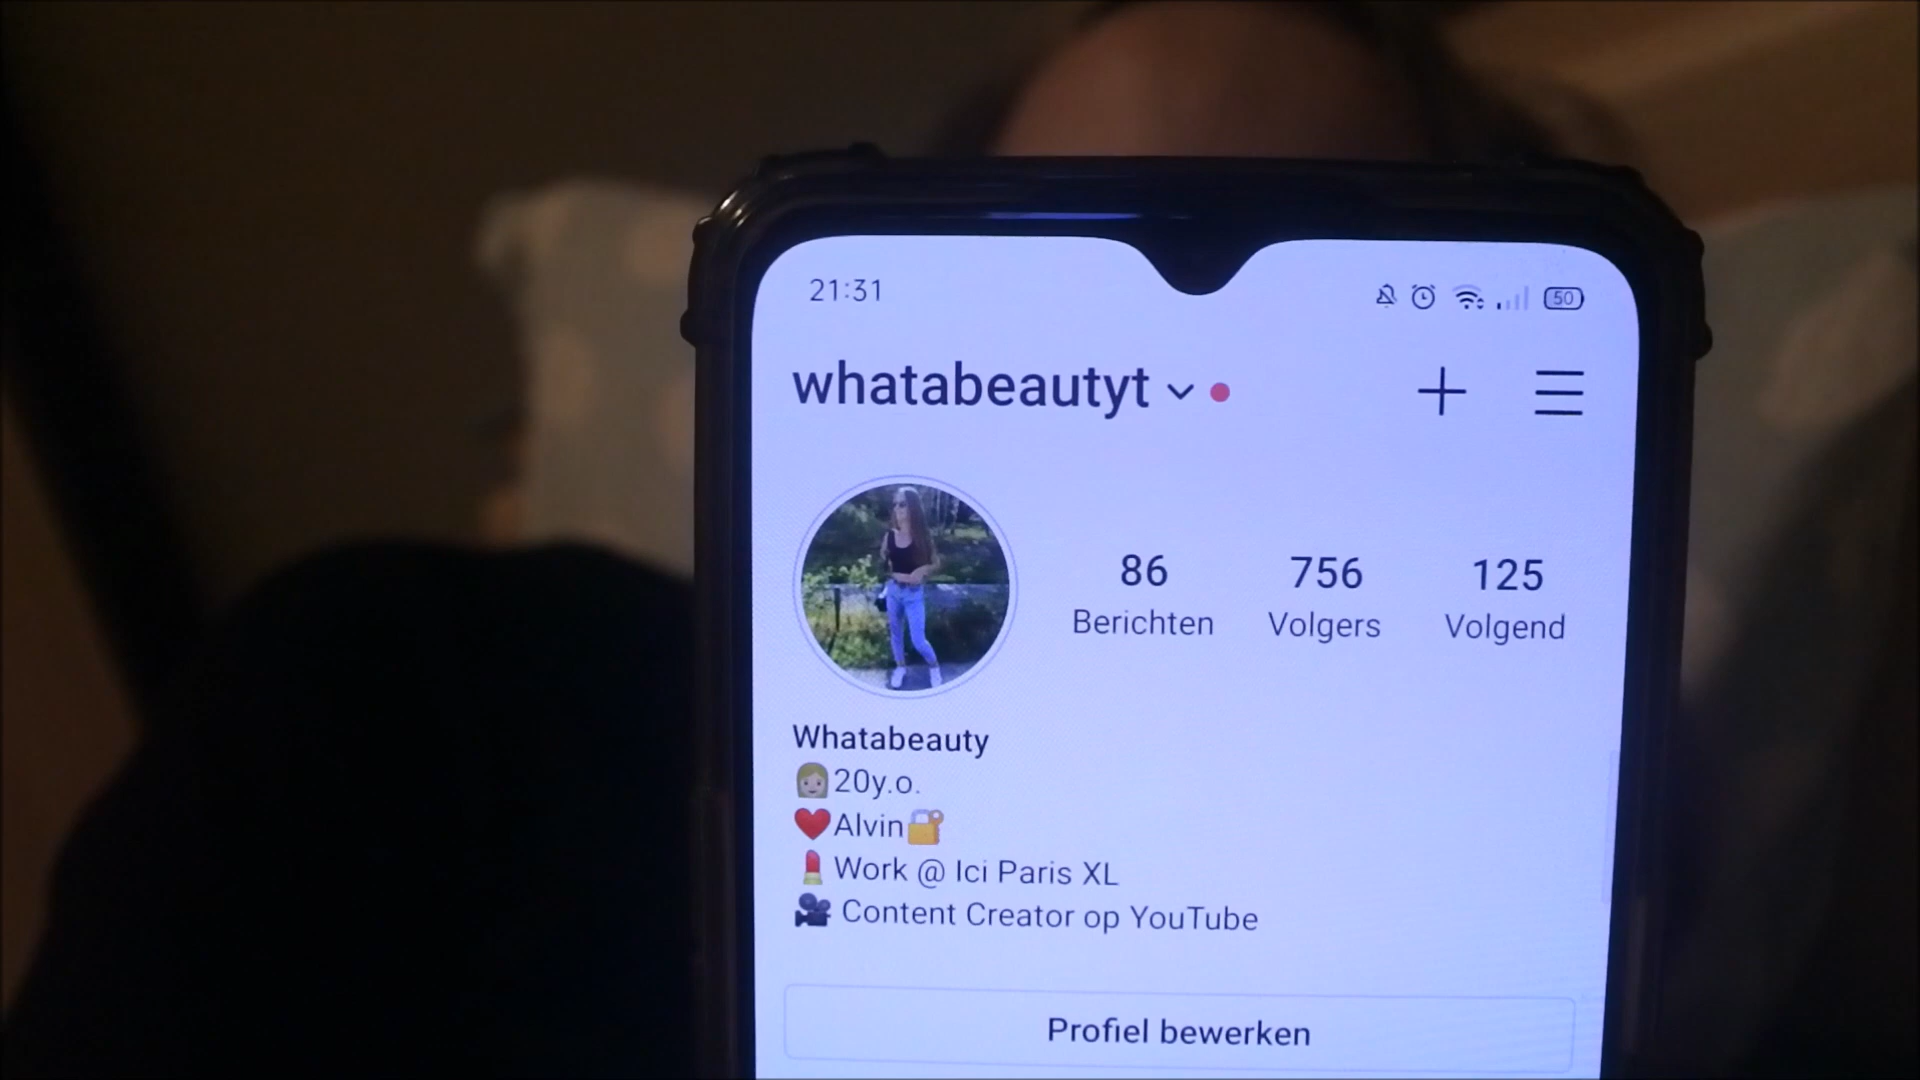 21:31
50
whatabeautyt
86 756 125
Berichten Volgers Volgend
Whatabeauty
👩🏼20y.o.
❤️Alvin🔐
💄Work @ Ici Paris XL
🎥 Content Creator op YouTube
Profiel bewerken